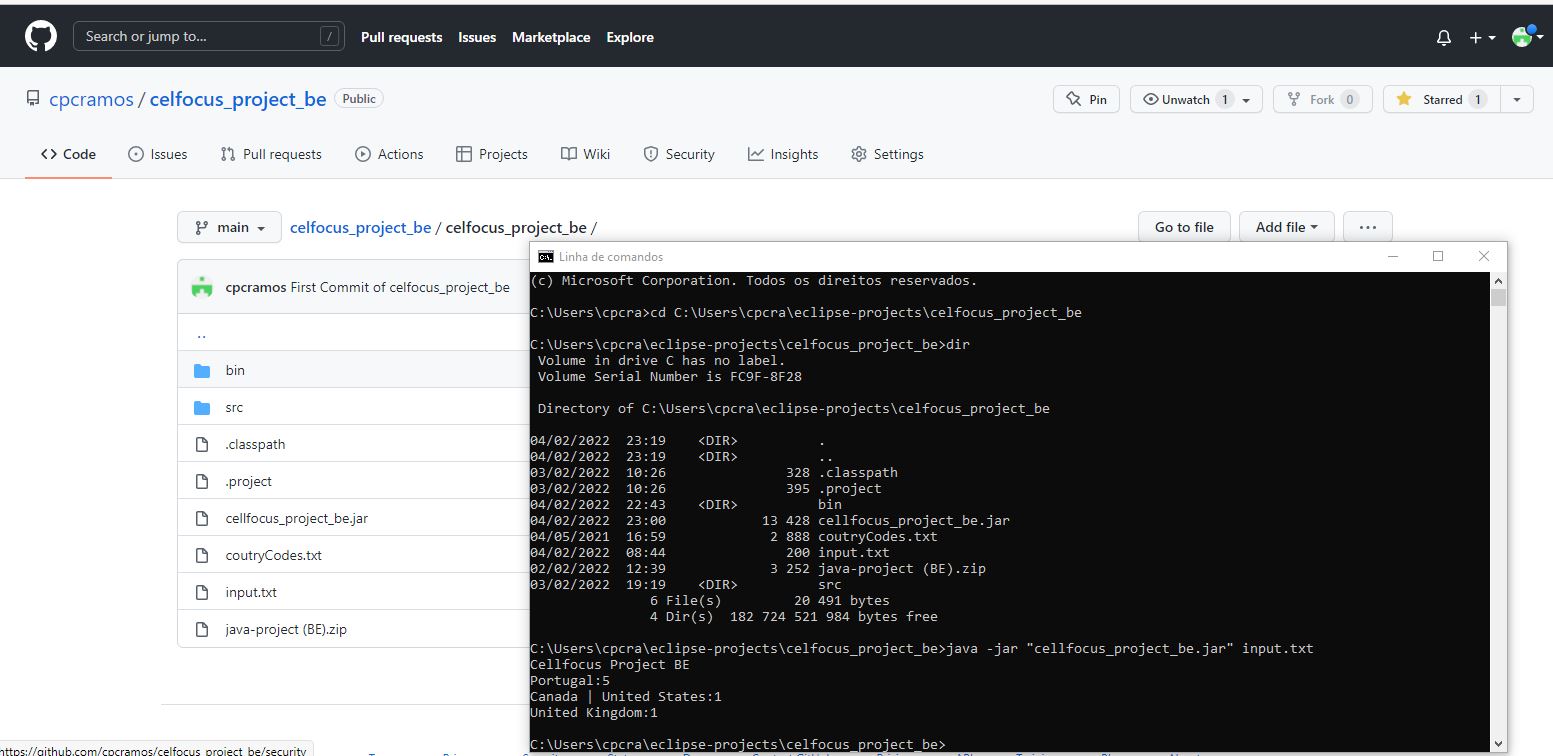 Search or jump to... /
Pull requests Issues Marketplace Explore
cpcramos / celfocus_project_be Public
Pin Unwatch 1 Fork 0 Starred 1
Code Issues Pull requests Actions Projects Wiki Security Insights Settings
main celfocus_project_be / celfocus_project_be /
Go to file Add file ...
cpcramos First Commit of celfocus_project_be
..
bin
src
.classpath
.project
cellfocus_project_be.jar
coutryCodes.txt
input.txt
java-project (BE).zip
https://github.com/cpcramos/celfocus_project_be/security
C:\. Linha de comandos
(c) Microsoft Corporation. Todos os direitos reservados.
C:\Users\cpcra>cd C:\Users\cpcra\eclipse-projects\celfocus_project_be
C:\Users\cpcra\eclipse-projects\celfocus_project_be>dir
Volume in drive C has no label.
Volume Serial Number is FC9F-8F28
Directory of C:\Users\cpcra\eclipse-projects\celfocus_project_be
04/02/2022 23:19 <DIR> .
04/02/2022 23:19 <DIR> ..
03/02/2022 10:26 328 .classpath
03/02/2022 10:26 395 .project
04/02/2022 22:43 <DIR> bin
04/02/2022 23:00 13 428 cellfocus_project_be.jar
04/05/2021 16:59 2 888 coutryCodes.txt
04/02/2022 08:44 200 input.txt
02/02/2022 12:39 3 252 java-project (BE).zip
03/02/2022 19:19 <DIR> src
6 File(s) 20 491 bytes
4 Dir(s) 182 724 521 984 bytes free
C:\Users\cpcra\eclipse-projects\celfocus_project_be>java -jar "cellfocus_project_be.jar" input.txt
Cellfocus Project BE
Portugal:5
Canada | United States:1
United Kingdom:1
C:\Users\cpcra\eclipse-projects\celfocus_project_be>